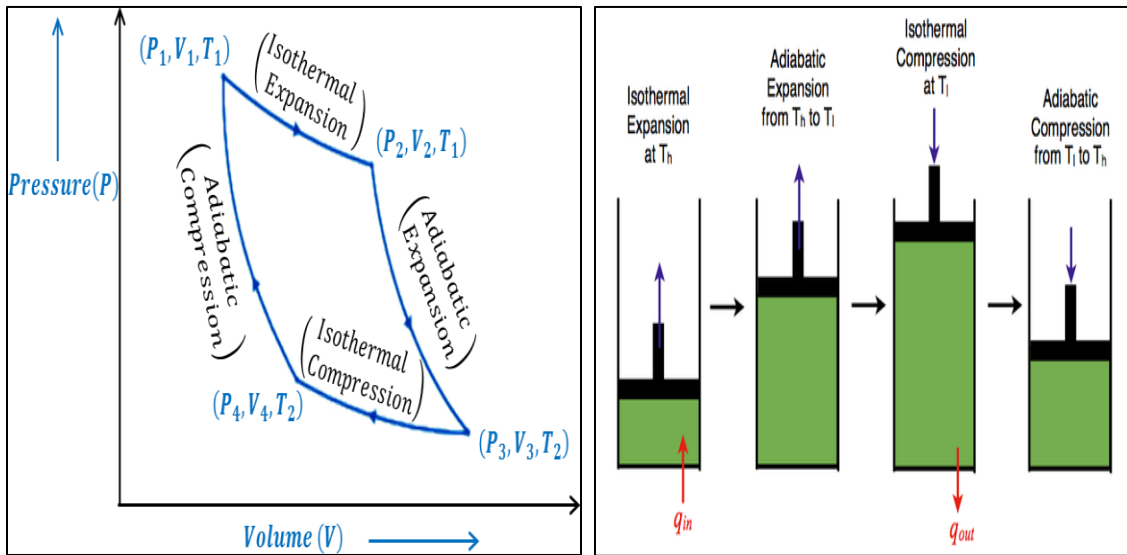 (P₁, V₁, T₁)
(Isothermal
Expansion)
(P₂, V₂, T₁)
Pressure(P)
(Adiabatic
Compression)
(Adiabatic
Expansion)
(Isothermal
Compression)
(P₄, V₄, T₂)
(P₃, V₃, T₂)
Volume (V)
Isothermal
Expansion
at Tₕ
Adiabatic
Expansion
from Tₕ to Tₗ
Isothermal
Compression
at Tₗ
Adiabatic
Compression
from Tₗ to Tₕ
qᵢₙ
qₒᵤₜ